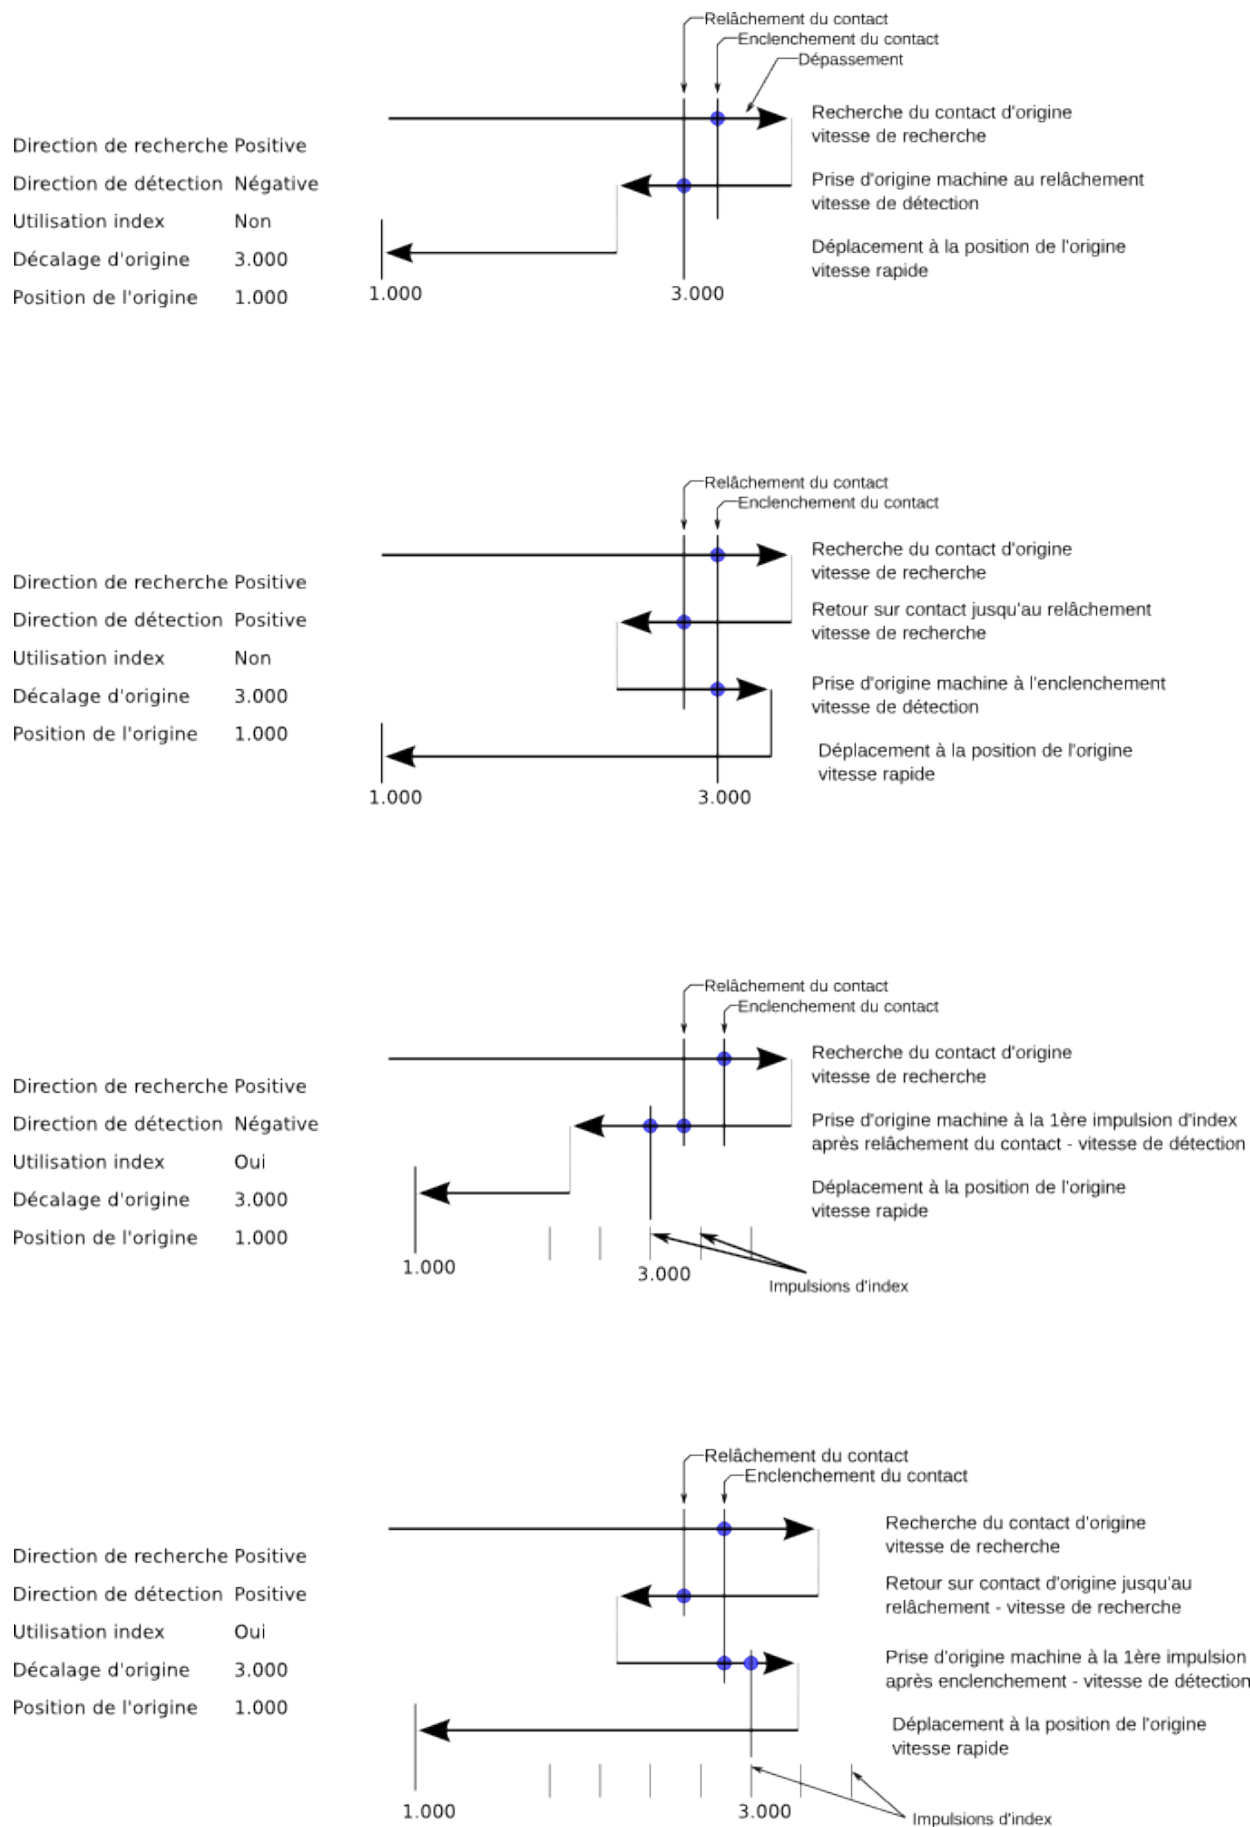 Relâchement du contact
Enclenchement du contact
Dépassement
Recherche du contact d'origine
vitesse de recherche
Direction de recherche Positive
Direction de détection Négative
Prise d'origine machine au relâchement
vitesse de détection
Utilisation index Non
Décalage d'origine 3.000
Déplacement à la position de l'origine
vitesse rapide
Position de l'origine 1.000
1.000
3.000
Relâchement du contact
Enclenchement du contact
Recherche du contact d'origine
vitesse de recherche
Direction de recherche Positive
Direction de détection Positive
Retour sur contact jusqu'au relâchement
vitesse de recherche
Utilisation index Non
Décalage d'origine 3.000
Prise d'origine machine à l'enclenchement
vitesse de détection
Position de l'origine 1.000
Déplacement à la position de l'origine
vitesse rapide
1.000
3.000
Relâchement du contact
Enclenchement du contact
Recherche du contact d'origine
vitesse de recherche
Direction de recherche Positive
Direction de détection Négative
Prise d'origine machine à la 1ère impulsion d'index
après relâchement du contact - vitesse de détection
Utilisation index Oui
Décalage d'origine 3.000
Déplacement à la position de l'origine
vitesse rapide
Position de l'origine 1.000
1.000
3.000
Impulsions d'index
Relâchement du contact
Enclenchement du contact
Recherche du contact d'origine
vitesse de recherche
Direction de recherche Positive
Direction de détection Positive
Retour sur contact d'origine jusqu'au
relâchement - vitesse de recherche
Utilisation index Oui
Décalage d'origine 3.000
Prise d'origine machine à la 1ère impulsion
après enclenchement - vitesse de détection
Position de l'origine 1.000
Déplacement à la position de l'origine
vitesse rapide
1.000
3.000
Impulsions d'index